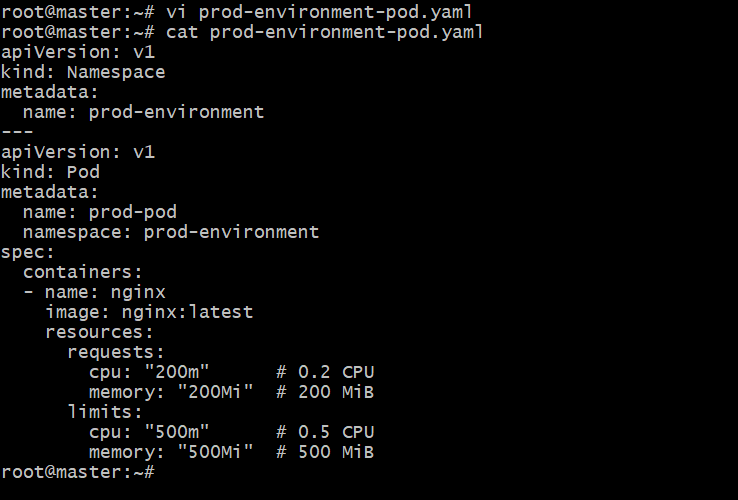 root@master:~# vi prod-environment-pod.yaml
root@master:~# cat prod-environment-pod.yaml
apiVersion: v1
kind: Namespace
metadata:
  name: prod-environment
---
apiVersion: v1
kind: Pod
metadata:
  name: prod-pod
  namespace: prod-environment
spec:
  containers:
  - name: nginx
    image: nginx:latest
    resources:
      requests:
        cpu: "200m"      # 0.2 CPU
        memory: "200Mi"  # 200 MiB
      limits:
        cpu: "500m"      # 0.5 CPU
        memory: "500Mi"  # 500 MiB
root@master:~#